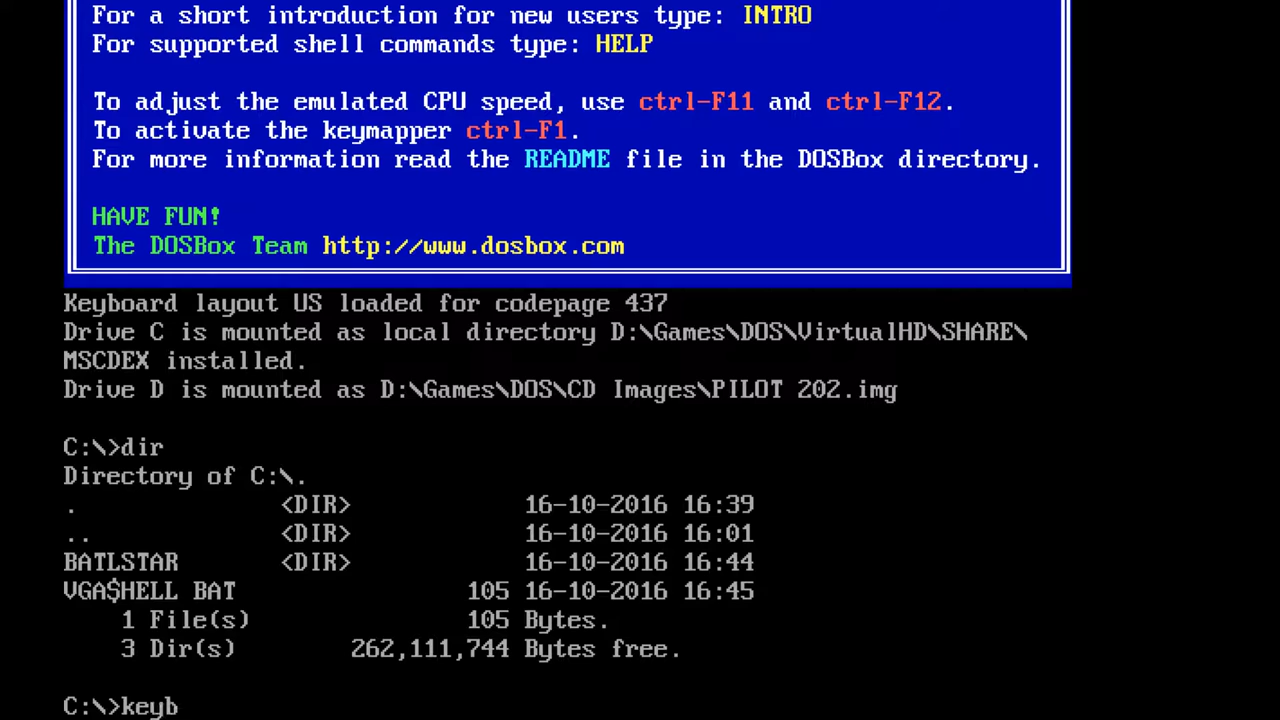 For a short introduction for new users type: INTRO
For supported shell commands type: HELP
To adjust the emulated CPU speed, use ctrl-F11 and ctrl-F12.
To activate the keymapper ctrl-F1.
For more information read the README file in the DOSBox directory.
HAVE FUN!
The DOSBox Team http://www.dosbox.com
Keyboard layout US loaded for codepage 437
Drive C is mounted as local directory D:\Games\DOS\VirtualHD\SHARE\
MSCDEX installed.
Drive D is mounted as D:\Games\DOS\CD Images\PILOT 202.img
C:\>dir
Directory of C:\.
. <DIR> 16-10-2016 16:39
.. <DIR> 16-10-2016 16:01
BATLSTAR <DIR> 16-10-2016 16:44
VGA$HELL BAT 105 16-10-2016 16:45
1 File(s) 105 Bytes.
3 Dir(s) 262,111,744 Bytes free.
C:\>keyb